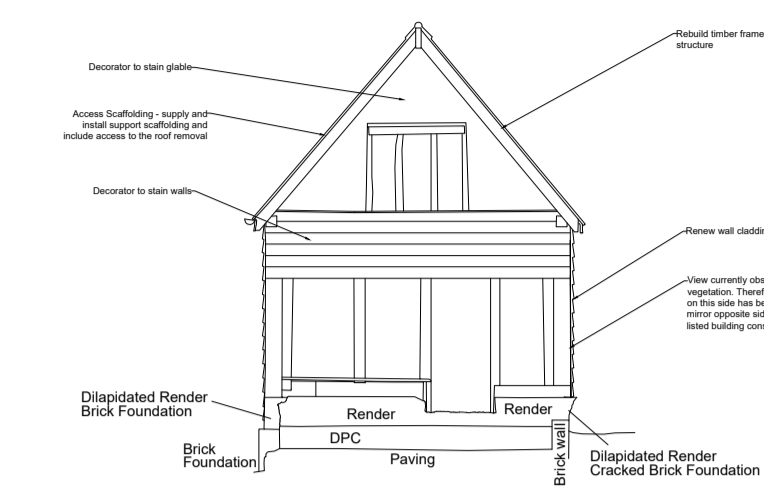 Rebuild timber frame
structure
Decorator to stain glable
Access Scaffolding - supply and
install support scaffolding and
include access to the roof removal
Decorator to stain walls
Renew wall claddin
View currently obs
vegetation. Theref
on this side has be
mirror opposite sid
listed building cons
Dilapidated Render
Brick Foundation
Render
Render
DPC
Brick
Foundation
Paving
Brick wall
Dilapidated Render
Cracked Brick Foundation